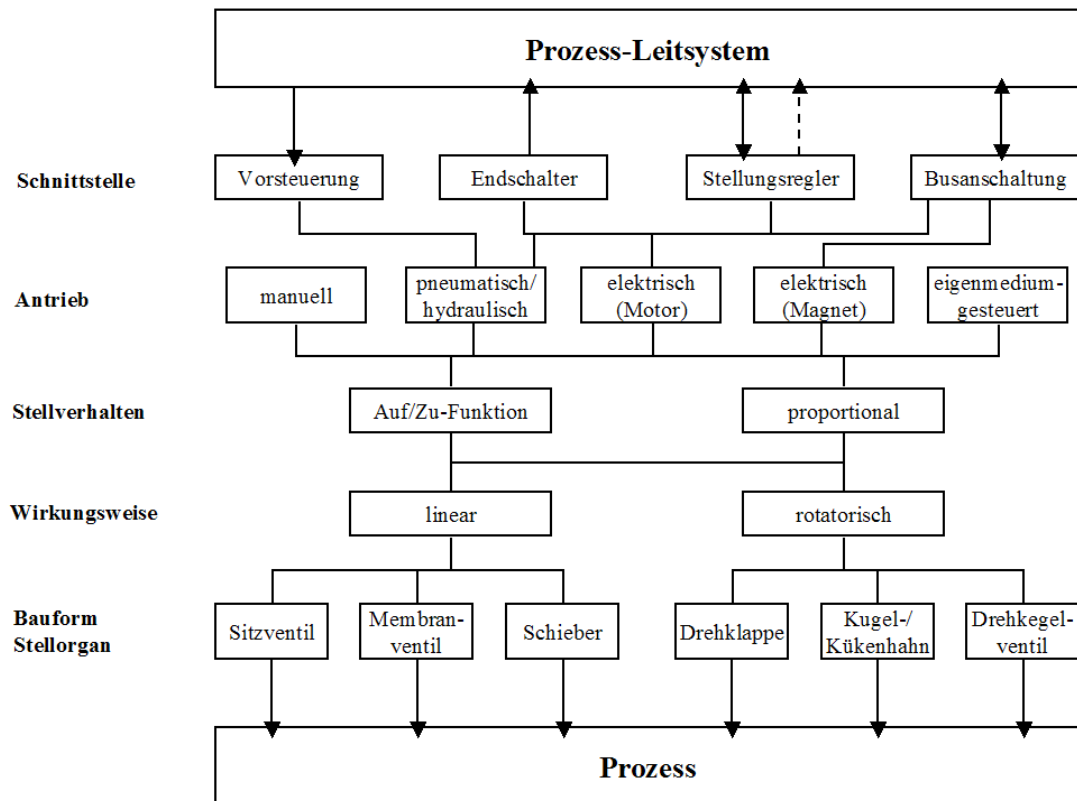 Prozess-Leitsystem
Schnittstelle
Vorsteuerung
Endschalter
Stellungsregler
Busanschaltung
Antrieb
manuell
pneumatisch/
hydraulisch
elektrisch
(Motor)
elektrisch
(Magnet)
eigenmedium-
gesteuert
Stellverhalten
Auf/Zu-Funktion
proportional
Wirkungsweise
linear
rotatorisch
Bauform
Stellorgan
Sitzventil
Membran-
ventil
Schieber
Drehklappe
Kugel-/
Kükenhahn
Drehkegel-
ventil
Prozess